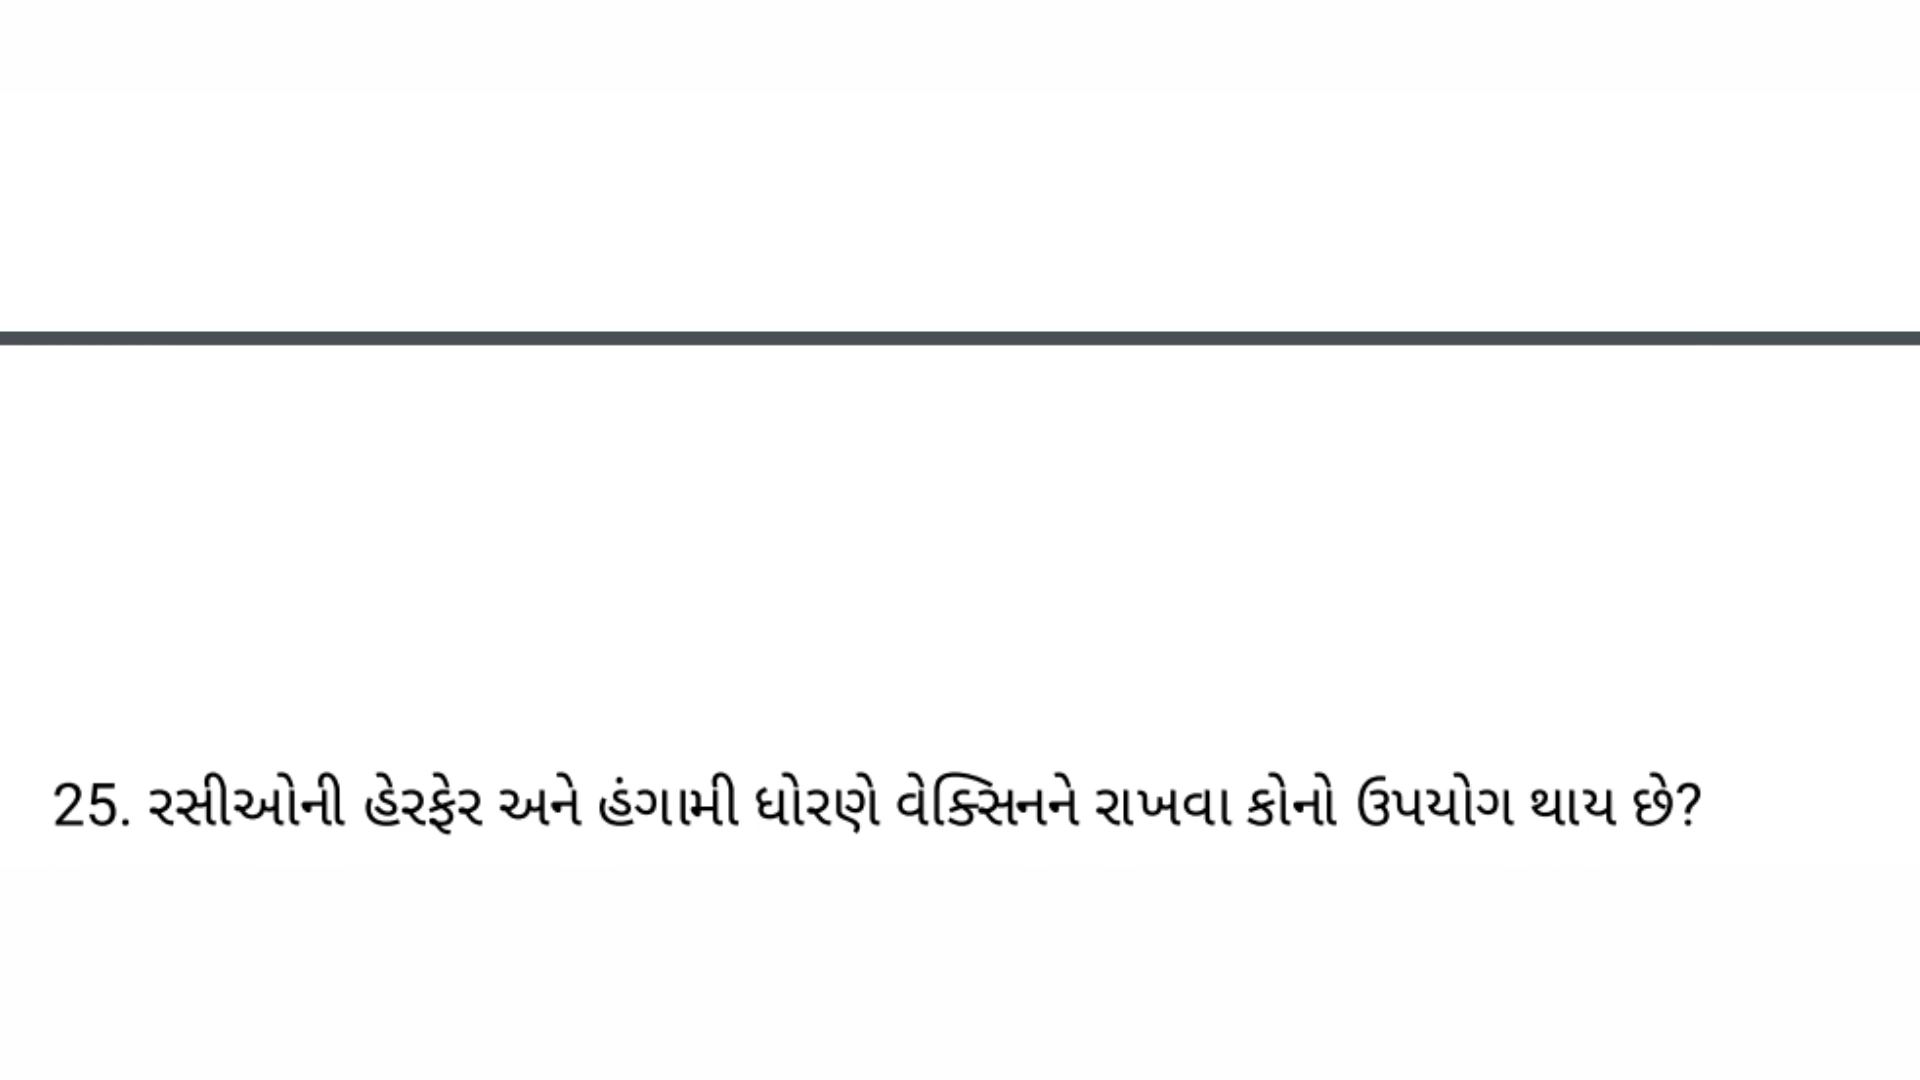 25. રસીઓની હેરફેર અને હંગામી ધોરણે વેક્સિનને રાખવા કોનો ઉપયોગ થાય છે?